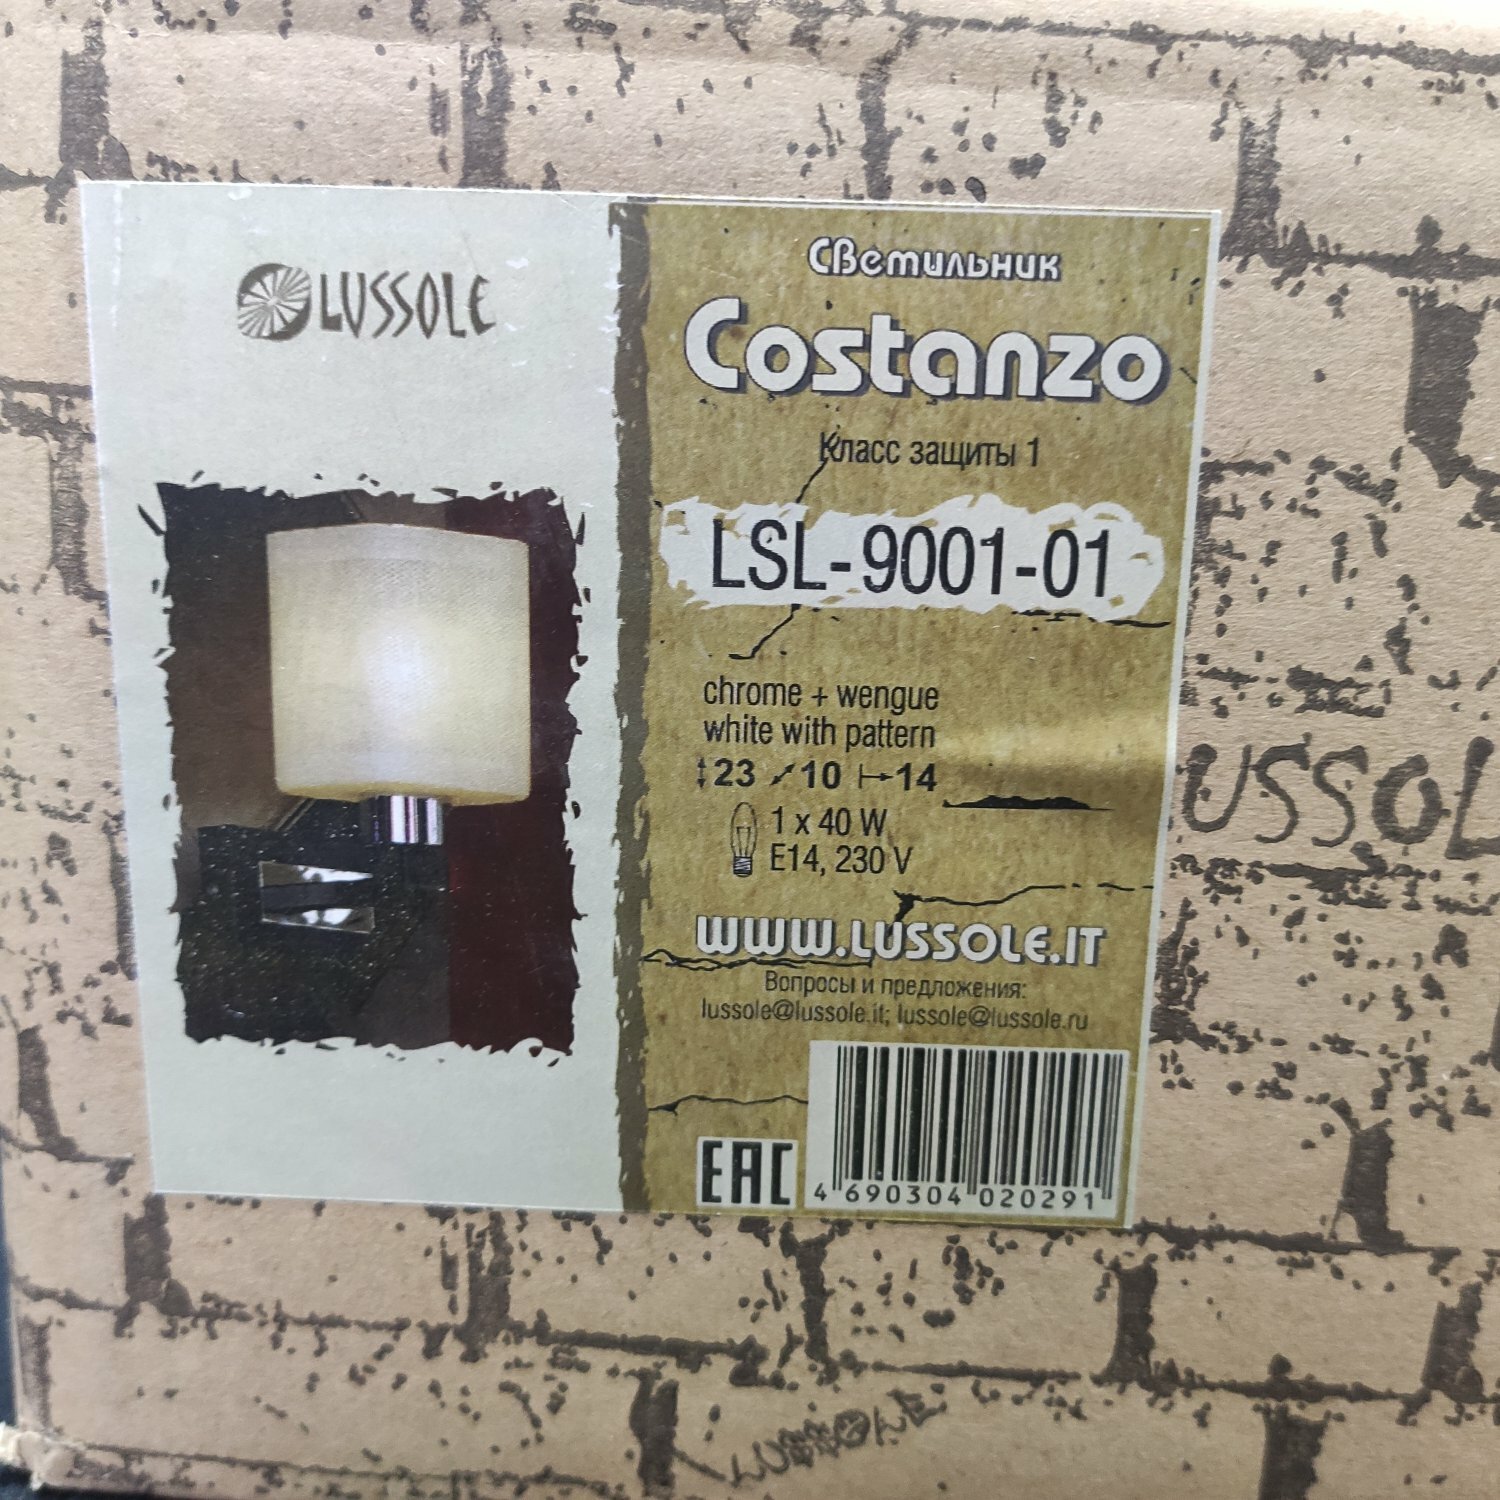 LUSSOLE
Светильник
Costanzo
Класс защиты 1
LSL-9001-01
chrome + wengue
white with pattern
23 10 14
1 x 40 W
E14, 230 V
WWW.LUSSOLE.IT
Вопросы и предложения:
lussole@lussole.it; lussole@lussole.ru
EAC
4 690304 020291
USSOL
LUSSOLE